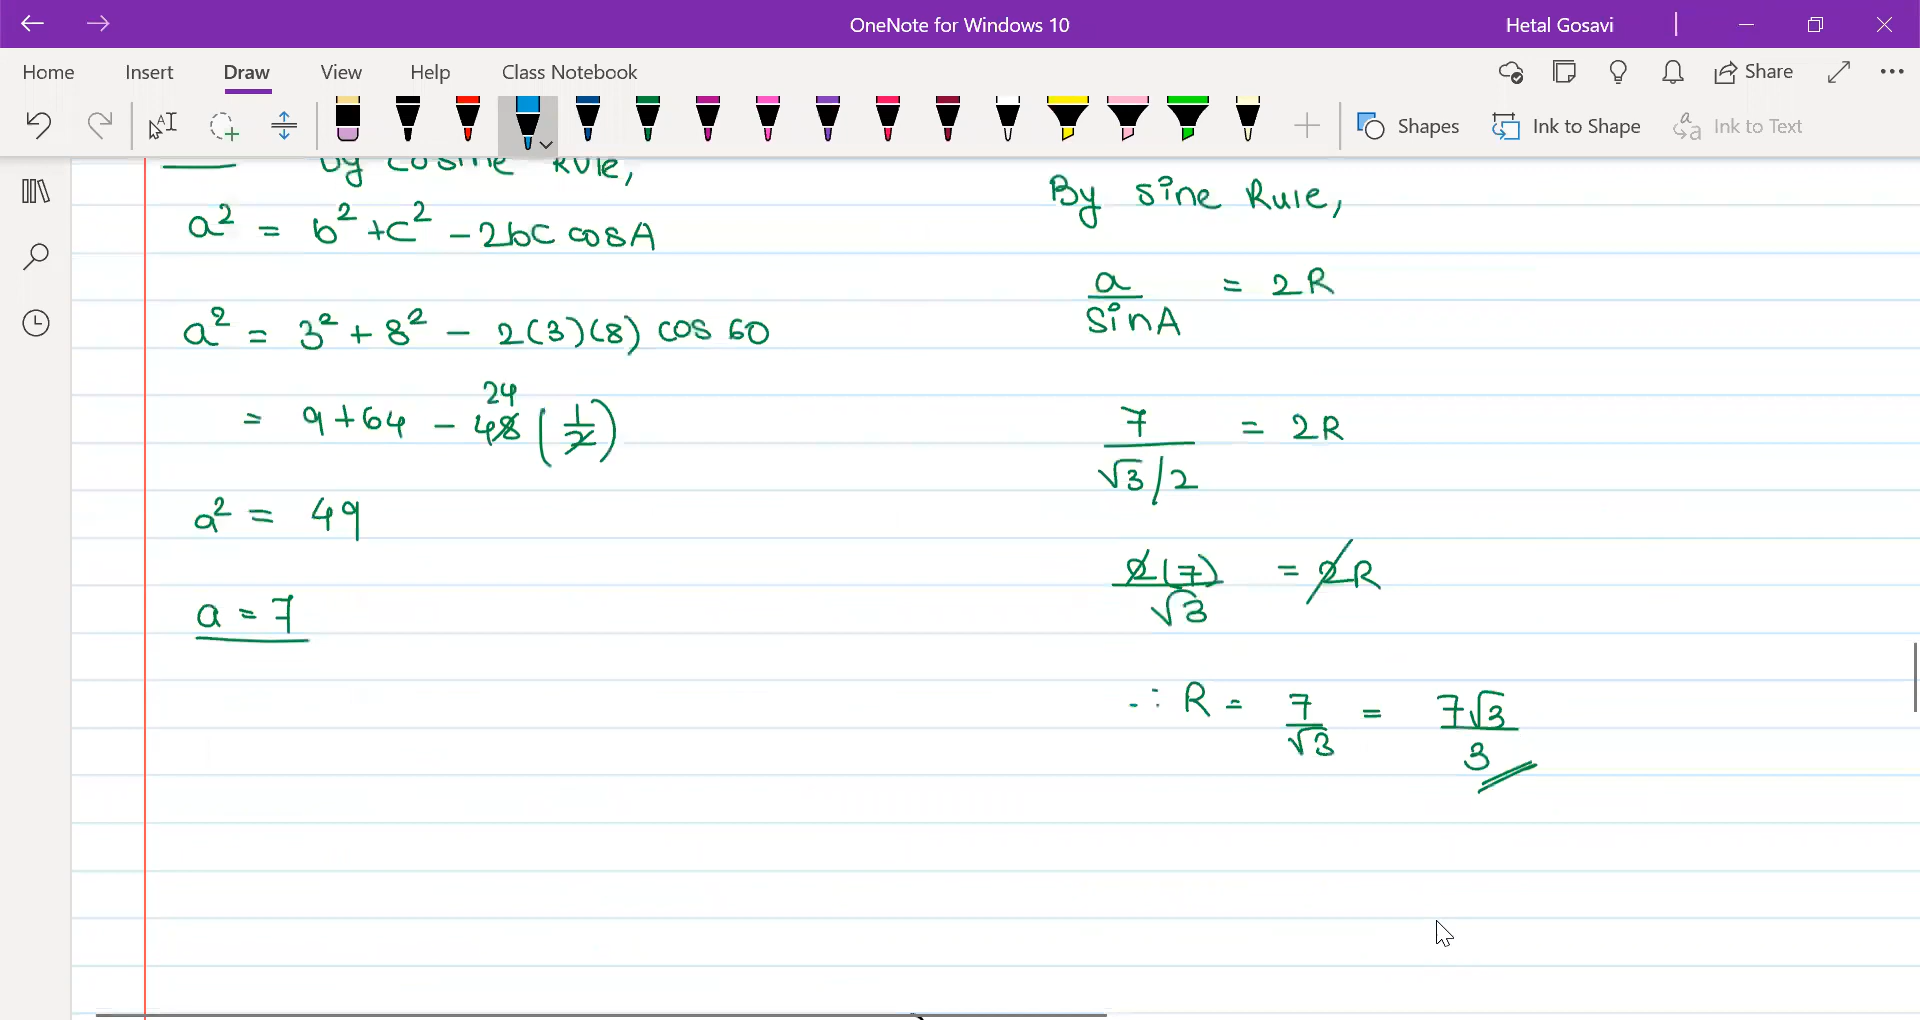 OneNote for Windows 10
Hetal Gosavi
Home Insert Draw View Help Class Notebook
Share
Shapes Ink to Shape Ink to Text
by cosine Rule,
a² = b² + c² - 2bc cosA
a² = 3² + 8² - 2(3)(8) cos 60
= 9+64 - 48 24 (1/2)
a² = 49
a = 7
By sine Rule,
a/sinA = 2R
7/(√3/2) = 2R
2(7)/√3 = 2R
∴ R = 7/√3 = 7√3/3